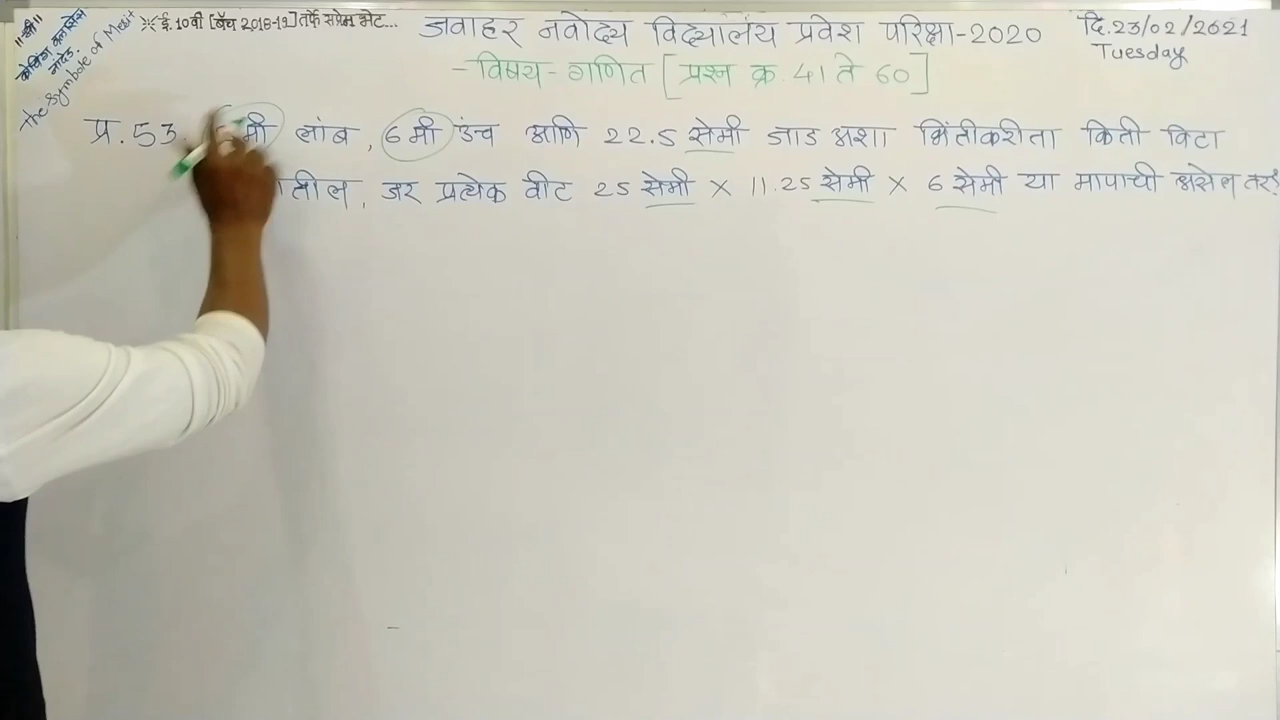 ॥ श्री ॥
कोचिंग क्लासेस
नांदेड.
The Symbole of Merit
ई. 10 वी [बॅच 2018-19] तर्फे सप्रेम भेट...
जवाहर नवोदय विद्यालय प्रवेश परिक्षा-2020
दि.23/02/2021
Tuesday
- विषय - गणित [प्रश्न क्र. 41 ते 60]
प्र. 53. मी लांब, 6 मी उंच आणि 22.5 सेमी जाड अशा भिंतीकरीता किती विटा
जर प्रत्येक वीट 25 सेमी × 11.25 सेमी × 6 सेमी या मापाची असेल तर?